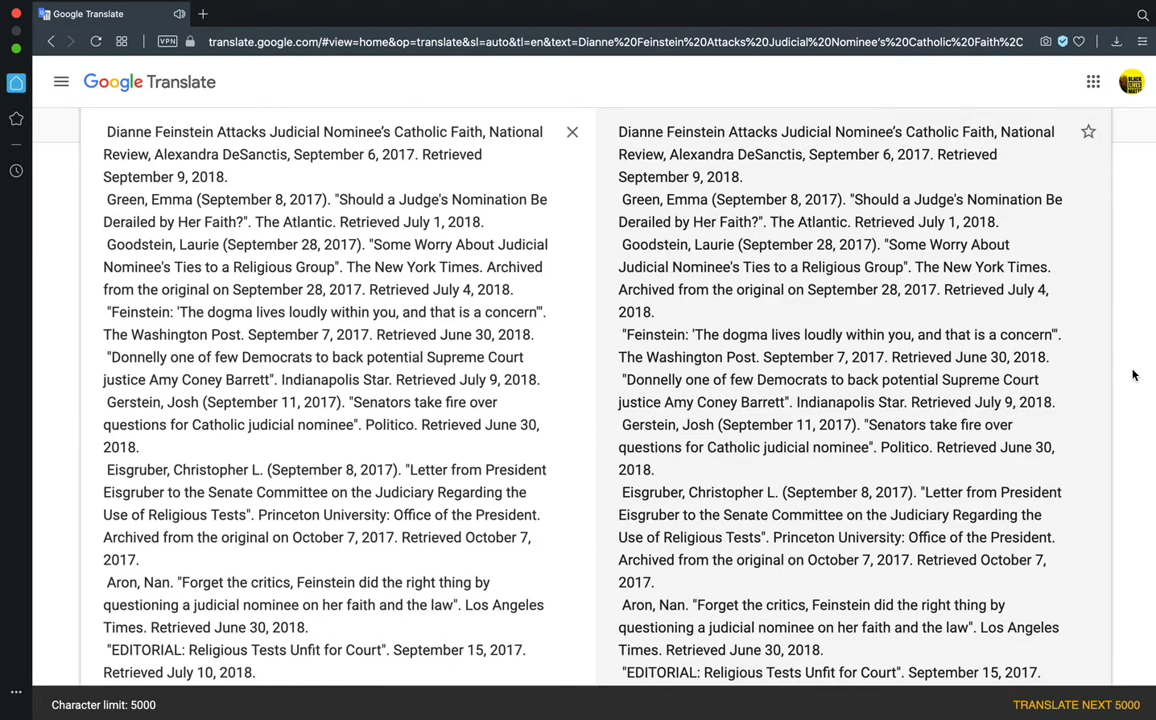 Google Translate
VPN
translate.google.com/#view=home&op=translate&sl=auto&tl=en&text=Dianne%20Feinstein%20Attacks%20Judicial%20Nominee's%20Catholic%20Faith%2C
Google Translate
BLACK LIVES MATTER
Dianne Feinstein Attacks Judicial Nominee’s Catholic Faith, National
Review, Alexandra DeSanctis, September 6, 2017. Retrieved
September 9, 2018.
Green, Emma (September 8, 2017). "Should a Judge's Nomination Be
Derailed by Her Faith?". The Atlantic. Retrieved July 1, 2018.
Goodstein, Laurie (September 28, 2017). "Some Worry About Judicial
Nominee's Ties to a Religious Group". The New York Times. Archived
from the original on September 28, 2017. Retrieved July 4, 2018.
"Feinstein: 'The dogma lives loudly within you, and that is a concern'".
The Washington Post. September 7, 2017. Retrieved June 30, 2018.
"Donnelly one of few Democrats to back potential Supreme Court
justice Amy Coney Barrett". Indianapolis Star. Retrieved July 9, 2018.
Gerstein, Josh (September 11, 2017). "Senators take fire over
questions for Catholic judicial nominee". Politico. Retrieved June 30,
2018.
Eisgruber, Christopher L. (September 8, 2017). "Letter from President
Eisgruber to the Senate Committee on the Judiciary Regarding the
Use of Religious Tests". Princeton University: Office of the President.
Archived from the original on October 7, 2017. Retrieved October 7,
2017.
Aron, Nan. "Forget the critics, Feinstein did the right thing by
questioning a judicial nominee on her faith and the law". Los Angeles
Times. Retrieved June 30, 2018.
"EDITORIAL: Religious Tests Unfit for Court". September 15, 2017.
Retrieved July 10, 2018.
Dianne Feinstein Attacks Judicial Nominee’s Catholic Faith, National
Review, Alexandra DeSanctis, September 6, 2017. Retrieved
September 9, 2018.
Green, Emma (September 8, 2017). "Should a Judge's Nomination Be
Derailed by Her Faith?". The Atlantic. Retrieved July 1, 2018.
Goodstein, Laurie (September 28, 2017). "Some Worry About
Judicial Nominee's Ties to a Religious Group". The New York Times.
Archived from the original on September 28, 2017. Retrieved July 4,
2018.
"Feinstein: 'The dogma lives loudly within you, and that is a concern'".
The Washington Post. September 7, 2017. Retrieved June 30, 2018.
"Donnelly one of few Democrats to back potential Supreme Court
justice Amy Coney Barrett". Indianapolis Star. Retrieved July 9, 2018.
Gerstein, Josh (September 11, 2017). "Senators take fire over
questions for Catholic judicial nominee". Politico. Retrieved June 30,
2018.
Eisgruber, Christopher L. (September 8, 2017). "Letter from President
Eisgruber to the Senate Committee on the Judiciary Regarding the
Use of Religious Tests". Princeton University: Office of the President.
Archived from the original on October 7, 2017. Retrieved October 7,
2017.
Aron, Nan. "Forget the critics, Feinstein did the right thing by
questioning a judicial nominee on her faith and the law". Los Angeles
Times. Retrieved June 30, 2018.
"EDITORIAL: Religious Tests Unfit for Court". September 15, 2017.
Character limit: 5000
TRANSLATE NEXT 5000